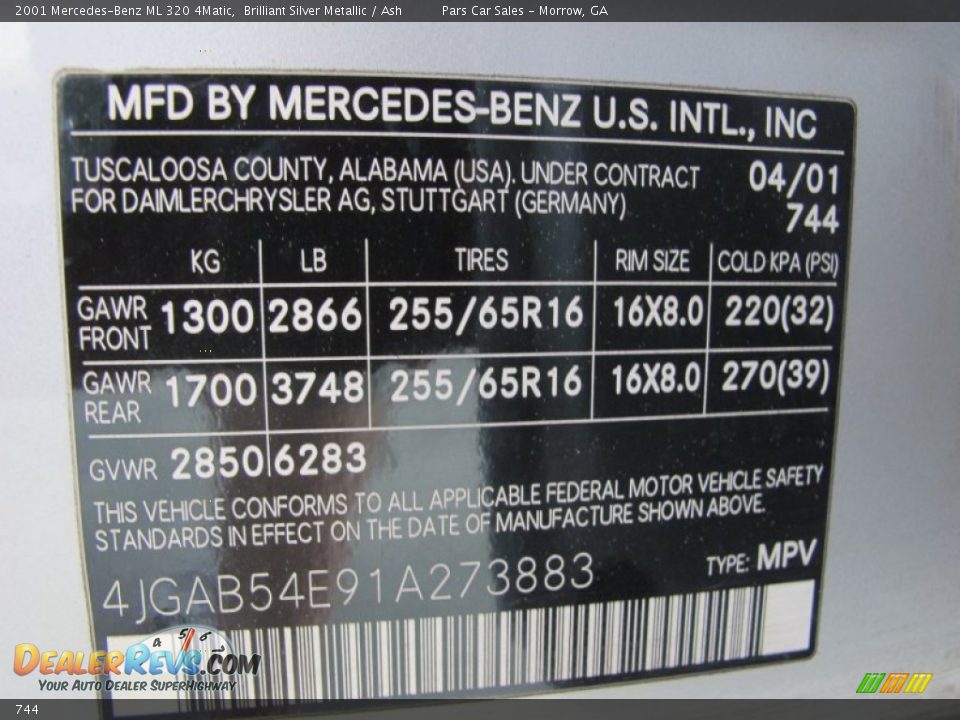 2001 Mercedes-Benz ML 320 4Matic, Brilliant Silver Metallic / Ash Pars Car Sales - Morrow, GA
MFD BY MERCEDES-BENZ U.S. INTL., INC
TUSCALOOSA COUNTY, ALABAMA (USA). UNDER CONTRACT 04/01
FOR DAIMLERCHRYSLER AG, STUTTGART (GERMANY) 744
KG LB TIRES RIM SIZE COLD KPA (PSI)
GAWR FRONT 1300 2866 255/65R16 16X8.0 220(32)
GAWR REAR 1700 3748 255/65R16 16X8.0 270(39)
GVWR 2850 6283
THIS VEHICLE CONFORMS TO ALL APPLICABLE FEDERAL MOTOR VEHICLE SAFETY
STANDARDS IN EFFECT ON THE DATE OF MANUFACTURE SHOWN ABOVE.
4JGAB54E91A273883 TYPE: MPV
4 5 6
DEALERREVS.COM
YOUR AUTO DEALER SUPERHIGHWAY
744